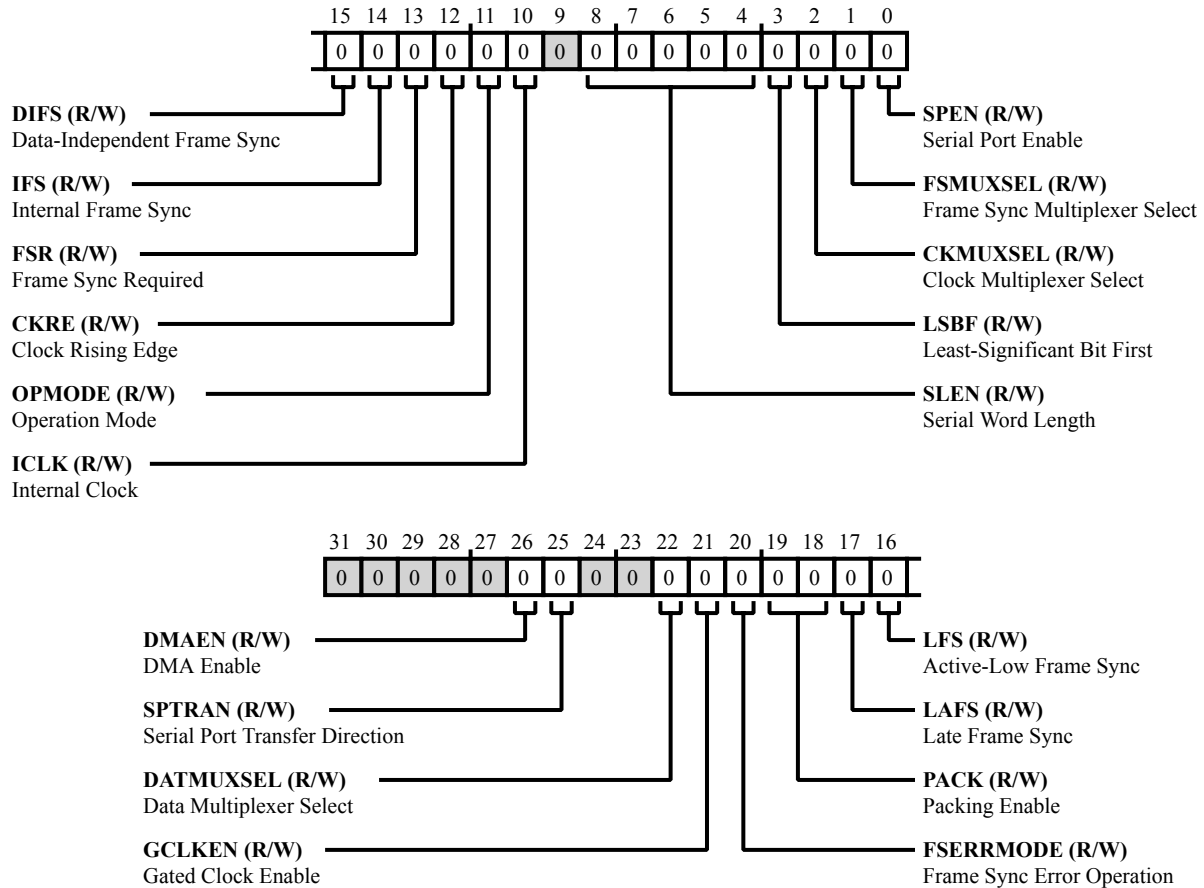 15 14 13 12 11 10 9 8 7 6 5 4 3 2 1 0
0 0 0 0 0 0 0 0 0 0 0 0 0 0 0 0
DIFS (R/W)
Data-Independent Frame Sync
IFS (R/W)
Internal Frame Sync
FSR (R/W)
Frame Sync Required
CKRE (R/W)
Clock Rising Edge
OPMODE (R/W)
Operation Mode
ICLK (R/W)
Internal Clock
SPEN (R/W)
Serial Port Enable
FSMUXSEL (R/W)
Frame Sync Multiplexer Select
CKMUXSEL (R/W)
Clock Multiplexer Select
LSBF (R/W)
Least-Significant Bit First
SLEN (R/W)
Serial Word Length
31 30 29 28 27 26 25 24 23 22 21 20 19 18 17 16
0 0 0 0 0 0 0 0 0 0 0 0 0 0 0 0
DMAEN (R/W)
DMA Enable
SPTRAN (R/W)
Serial Port Transfer Direction
DATMUXSEL (R/W)
Data Multiplexer Select
GCLKEN (R/W)
Gated Clock Enable
LFS (R/W)
Active-Low Frame Sync
LAFS (R/W)
Late Frame Sync
PACK (R/W)
Packing Enable
FSERRMODE (R/W)
Frame Sync Error Operation